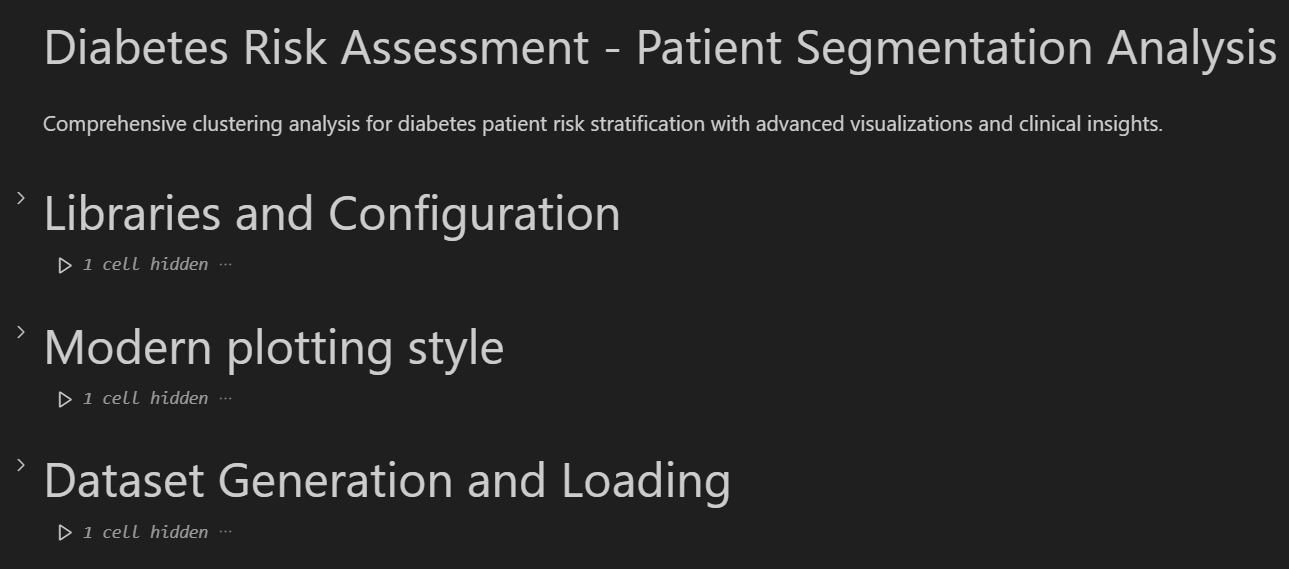 Diabetes Risk Assessment - Patient Segmentation Analysis
Comprehensive clustering analysis for diabetes patient risk stratification with advanced visualizations and clinical insights.
Libraries and Configuration
1 cell hidden ···
Modern plotting style
1 cell hidden ···
Dataset Generation and Loading
1 cell hidden ···